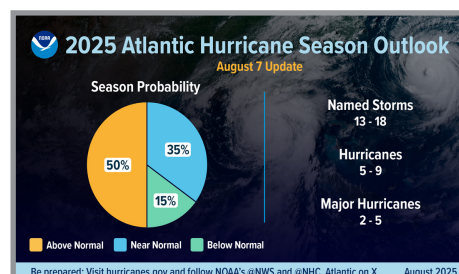 NOAA
2025 Atlantic Hurricane Season Outlook
August 7 Update
Season Probability
50%
35%
15%
Above Normal
Near Normal
Below Normal
Named Storms
13 - 18
Hurricanes
5 - 9
Major Hurricanes
2 - 5
Be prepared: Visit hurricanes.gov and follow NOAA's @NWS and @NHC_Atlantic on X. August 2025